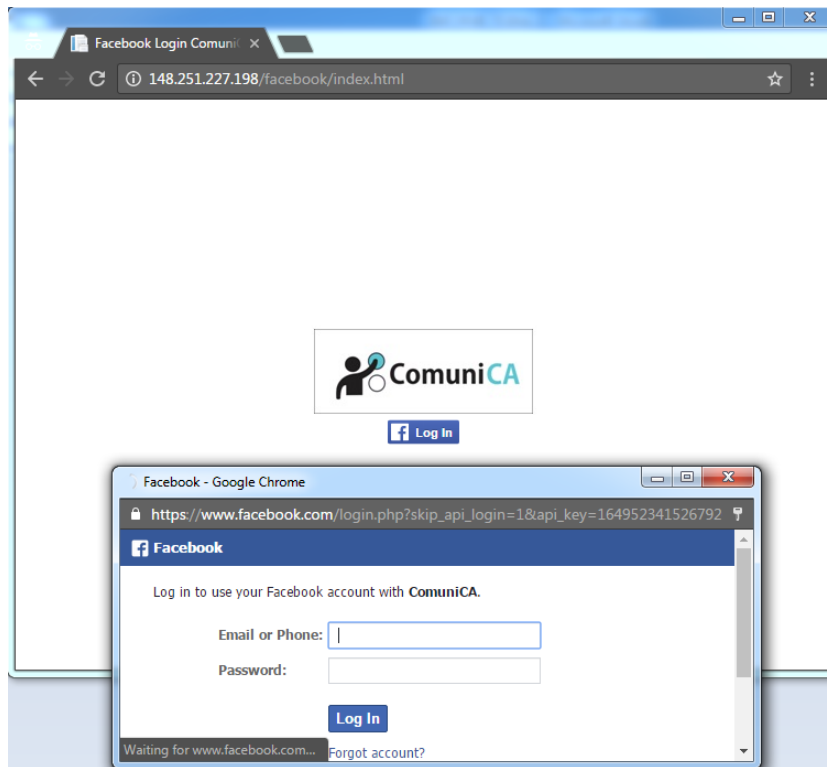 Facebook Login Comuni
148.251.227.198/facebook/index.html
ComuniCA
f Log In
Facebook - Google Chrome
https://www.facebook.com/login.php?skip_api_login=1&api_key=164952341526792
f Facebook
Log in to use your Facebook account with ComuniCA.
Email or Phone:
Password:
Log In
Waiting for www.facebook.com...
Forgot account?